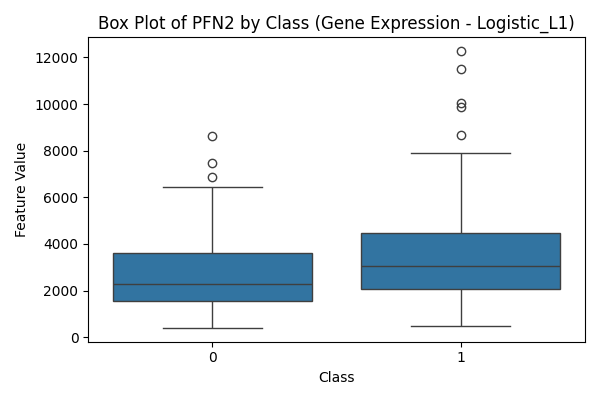 Box Plot of PFN2 by Class (Gene Expression - Logistic_L1)
12000
10000
8000
6000
4000
2000
0
Feature Value
0 1
Class